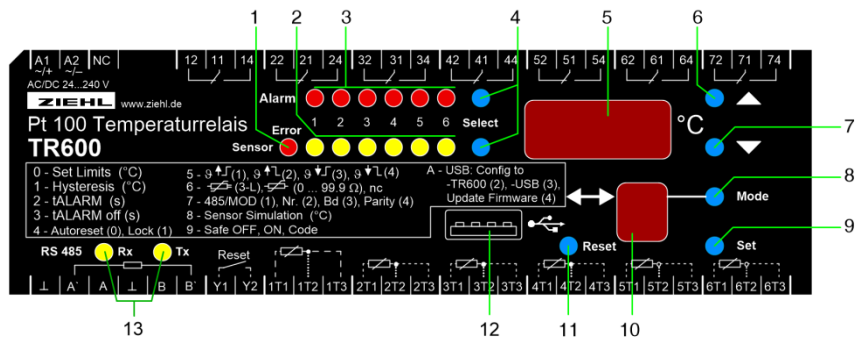 1 2 3 4 5 6
A1 A2 NC 12 11 14 22 21 24 32 31 34 42 41 44 52 51 54 62 61 64 72 71 74
~/+ ~/–
AC/DC 24...240 V
ZIEHL www.ziehl.de
Pt 100 Temperaturrelais
TR600
Alarm
1 2 3 4 5 6 Select
Error
Sensor
°C
7
0 - Set Limits (°C)
1 - Hysteresis (°C)
2 - tALARM (s)
3 - tALARM off (s)
4 - Autoreset (0), Lock (1)
5 - ϑ (1), ϑ (2), ϑ (3), ϑ (4)
6 - (3-L), (0 ... 99.9 Ω), nc
7 - 485/MOD (1), Nr. (2), Bd (3), Parity (4)
8 - Sensor Simulation (°C)
9 - Safe OFF, ON, Code
A - USB: Config to
-TR600 (2), -USB (3),
Update Firmware (4)
Mode 8
Reset
Set 9
RS 485 Rx Tx
Reset
⊥ A' A ⊥ B B' Y1 Y2 1T1 1T2 1T3 2T1 2T2 2T3 3T1 3T2 3T3 4T1 4T2 4T3 5T1 5T2 5T3 6T1 6T2 6T3
13 12 11 10